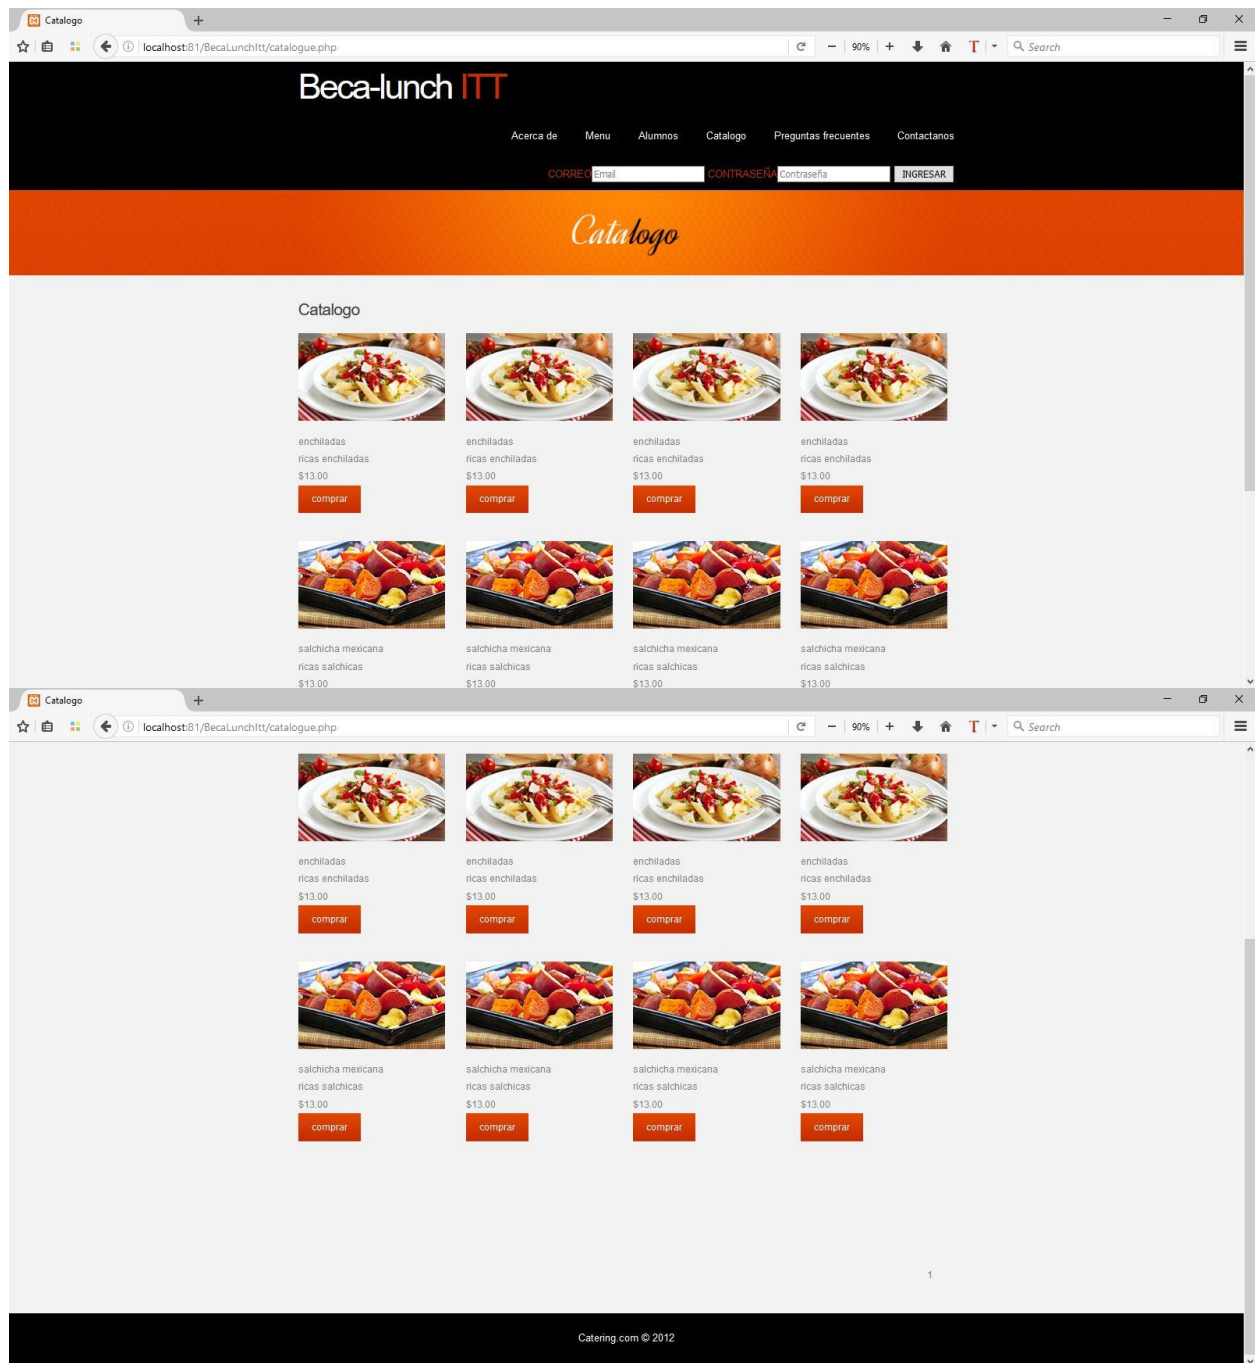 Catalogo
localhost:81/BecaLunchItt/catalogue.php 90% Search
Beca-lunch ITT
Acerca de Menu Alumnos Catalogo Preguntas frecuentes Contactanos
CORREO Email CONTRASEÑA Contraseña INGRESAR
Catalogo
Catalogo
enchiladas enchiladas enchiladas enchiladas
ricas enchiladas ricas enchiladas ricas enchiladas ricas enchiladas
$13.00 $13.00 $13.00 $13.00
comprar comprar comprar comprar
salchicha mexicana salchicha mexicana salchicha mexicana salchicha mexicana
ricas salchicas ricas salchicas ricas salchicas ricas salchicas
$13.00 $13.00 $13.00 $13.00
Catalogo
localhost:81/BecaLunchItt/catalogue.php 90% Search
enchiladas enchiladas enchiladas enchiladas
ricas enchiladas ricas enchiladas ricas enchiladas ricas enchiladas
$13.00 $13.00 $13.00 $13.00
comprar comprar comprar comprar
salchicha mexicana salchicha mexicana salchicha mexicana salchicha mexicana
ricas salchicas ricas salchicas ricas salchicas ricas salchicas
$13.00 $13.00 $13.00 $13.00
comprar comprar comprar comprar
1
Catering.com © 2012